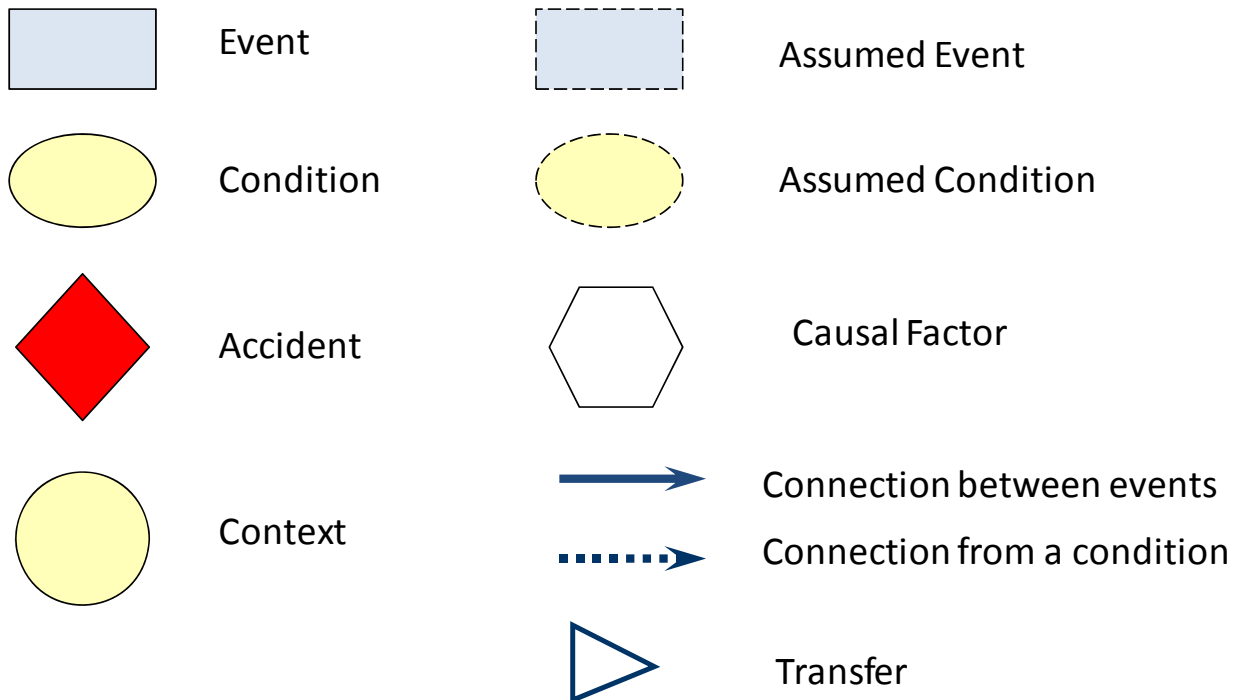 Event
Assumed Event
Condition
Assumed Condition
Accident
Causal Factor
Context
Connection between events
Connection from a condition
Transfer